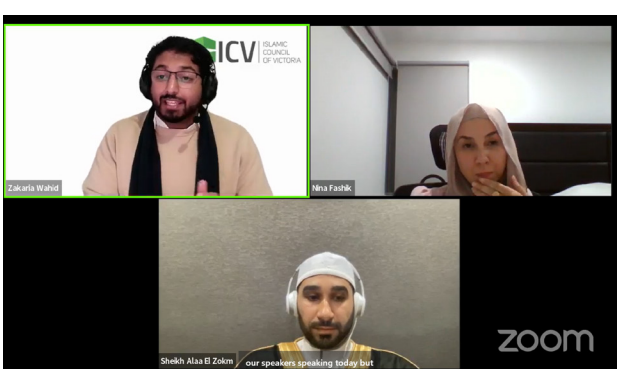 ICV
ISLAMIC
COUNCIL
OF VICTORIA
Zakaria Wahid
Nina Fashik
Sheikh Alaa El Zokm
our speakers speaking today but
zoom